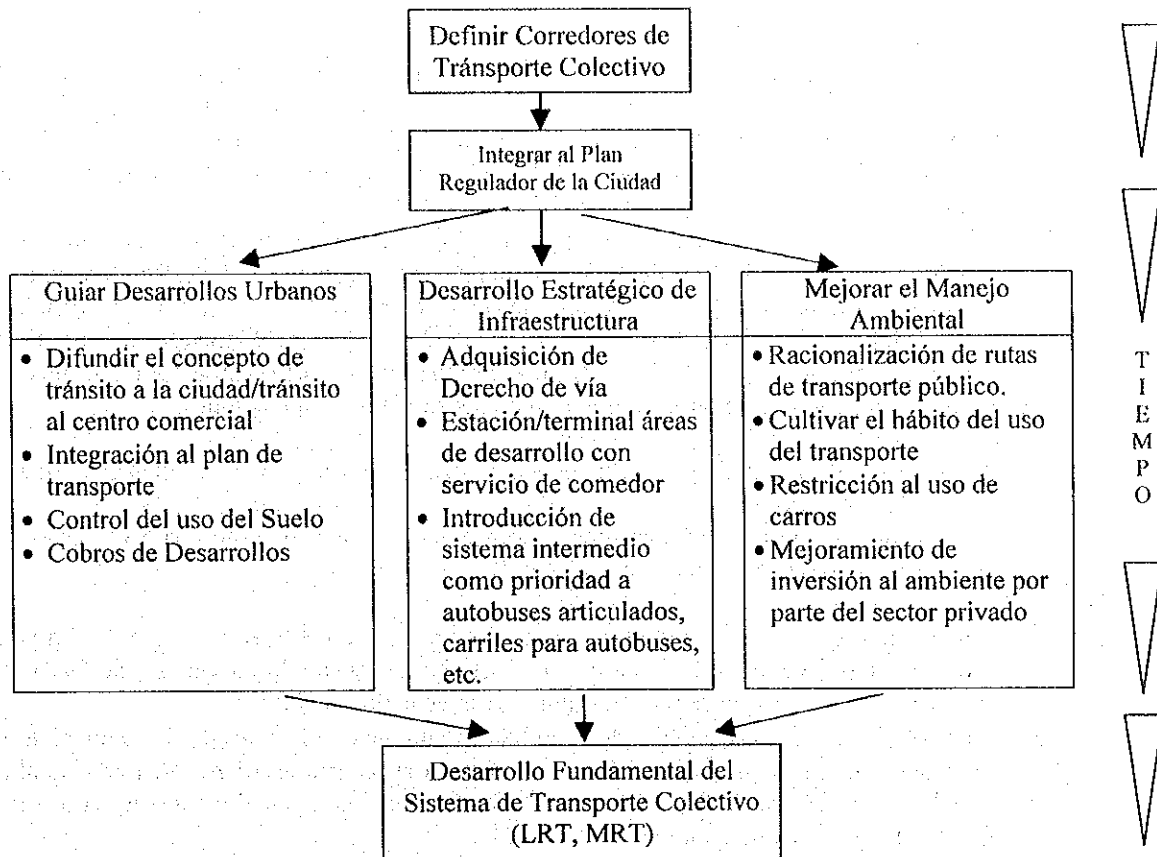 Definir Corredores de
Tránsporte Colectivo
Integrar al Plan
Regulador de la Ciudad
Guiar Desarrollos Urbanos
• Difundir el concepto de
tránsito a la ciudad/tránsito
al centro comercial
• Integración al plan de
transporte
• Control del uso del Suelo
• Cobros de Desarrollos
Desarrollo Estratégico de
Infraestructura
• Adquisición de
Derecho de vía
• Estación/terminal áreas
de desarrollo con
servicio de comedor
• Introducción de
sistema intermedio
como prioridad a
autobuses articulados,
carriles para autobuses,
etc.
Mejorar el Manejo
Ambiental
• Racionalización de rutas
de transporte público.
• Cultivar el hábito del uso
del transporte
• Restricción al uso de
carros
• Mejoramiento de
inversión al ambiente por
parte del sector privado
Desarrollo Fundamental del
Sistema de Transporte Colectivo
(LRT, MRT)
T
I
E
M
P
O